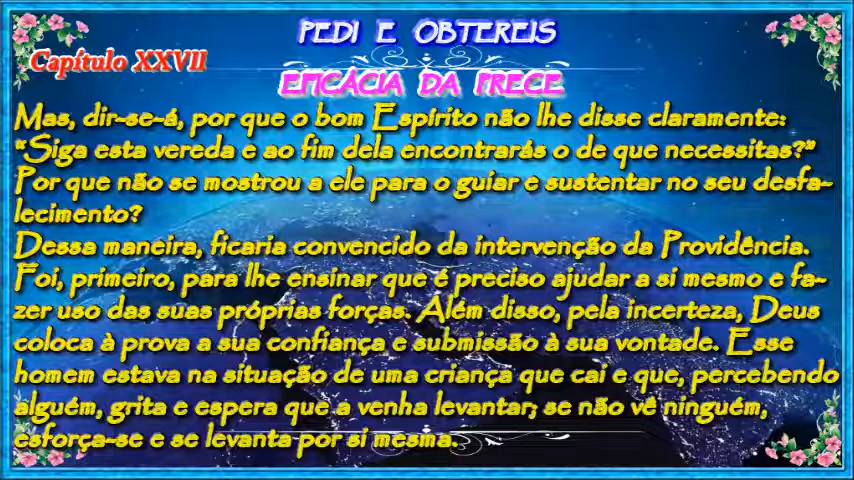 PEDI E OBTEREIS
Capítulo XXVII
EFICÁCIA DA PRECE
Mas, dir-se-á, por que o bom Espírito não lhe disse claramente:
"Siga esta vereda e ao fim dela encontrarás o de que necessitas?"
Por que não se mostrou a ele para o guiar e sustentar no seu desfa-
lecimento?
Dessa maneira, ficaria convencido da intervenção da Providência.
Foi, primeiro, para lhe ensinar que é preciso ajudar a si mesmo e fa-
zer uso das suas próprias forças. Além disso, pela incerteza, Deus
coloca à prova a sua confiança e submissão à sua vontade. Esse
homem estava na situação de uma criança que cai e que, percebendo
alguém, grita e espera que a venha levantar; se não vê ninguém,
esforça-se e se levanta por si mesma.